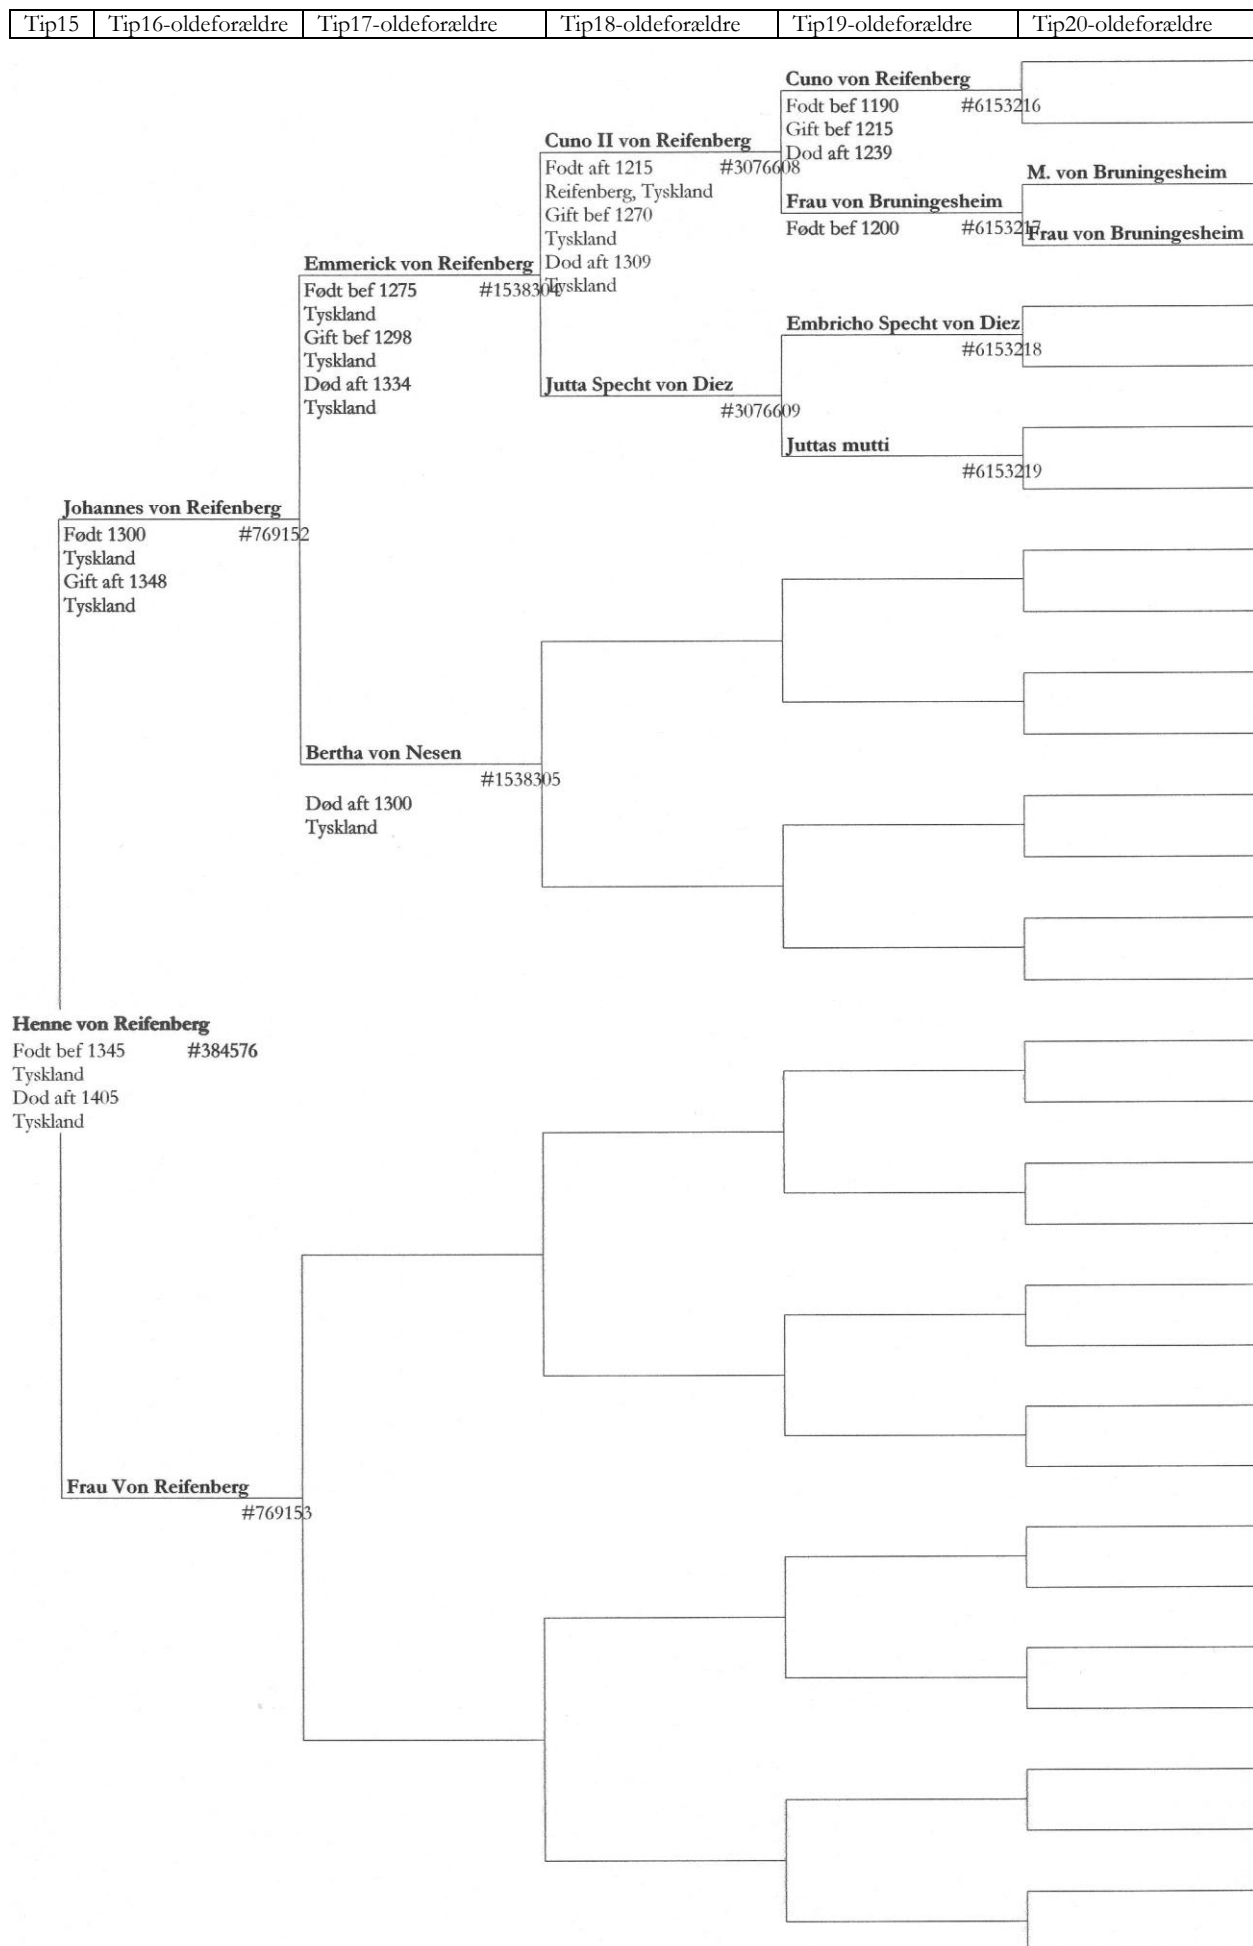 Tip15 Tip16-oldeforældre Tip17-oldeforældre Tip18-oldeforældre Tip19-oldeforældre Tip20-oldeforældre
Cuno von Reifenberg
Fodt bef 1190 #6153216
Gift bef 1215
Dod aft 1239
Cuno II von Reifenberg
Fodt aft 1215 #3076608
Reifenberg, Tyskland
Gift bef 1270
Tyskland
Dod aft 1309
Tyskland
M. von Bruningesheim
Frau von Bruningesheim
Født bef 1200 #6153217
Frau von Bruningesheim
Emmerick von Reifenberg
Født bef 1275 #1538304
Tyskland
Gift bef 1298
Tyskland
Død aft 1334
Tyskland
Embricho Specht von Diez
#6153218
Jutta Specht von Diez
#3076609
Juttas mutti
#6153219
Johannes von Reifenberg
Født 1300 #769152
Tyskland
Gift aft 1348
Tyskland
Bertha von Nesen
#1538305
Død aft 1300
Tyskland
Henne von Reifenberg
Fodt bef 1345 #384576
Tyskland
Dod aft 1405
Tyskland
Frau Von Reifenberg
#769153